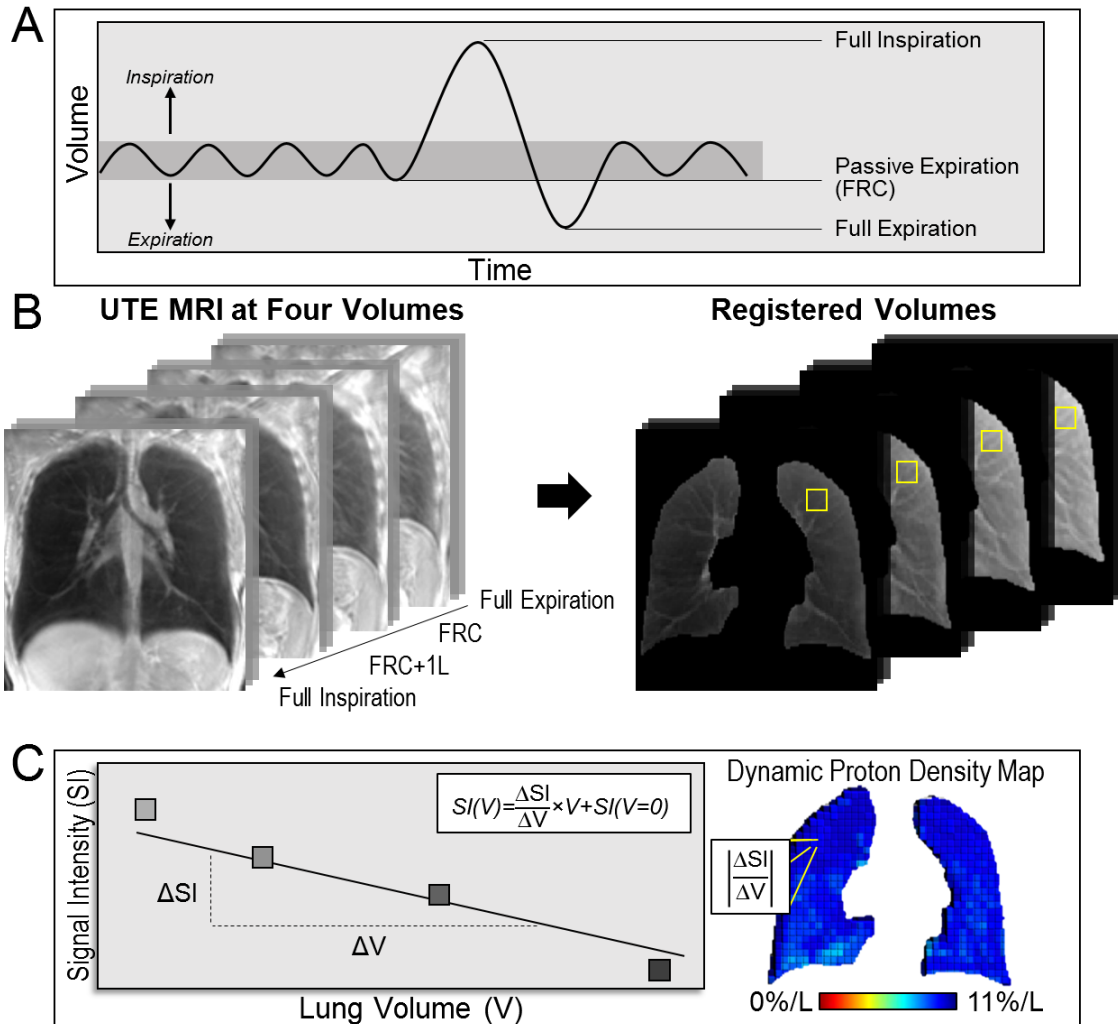 A
Volume
Inspiration
Expiration
Full Inspiration
Passive Expiration
(FRC)
Full Expiration
Time
B
UTE MRI at Four Volumes
Registered Volumes
Full Expiration
FRC
FRC+1L
Full Inspiration
C
Signal Intensity (SI)
SI(V)=ΔSI/ΔV×V+SI(V=0)
ΔSI
ΔV
Lung Volume (V)
Dynamic Proton Density Map
|ΔSI/ΔV|
0%/L
11%/L